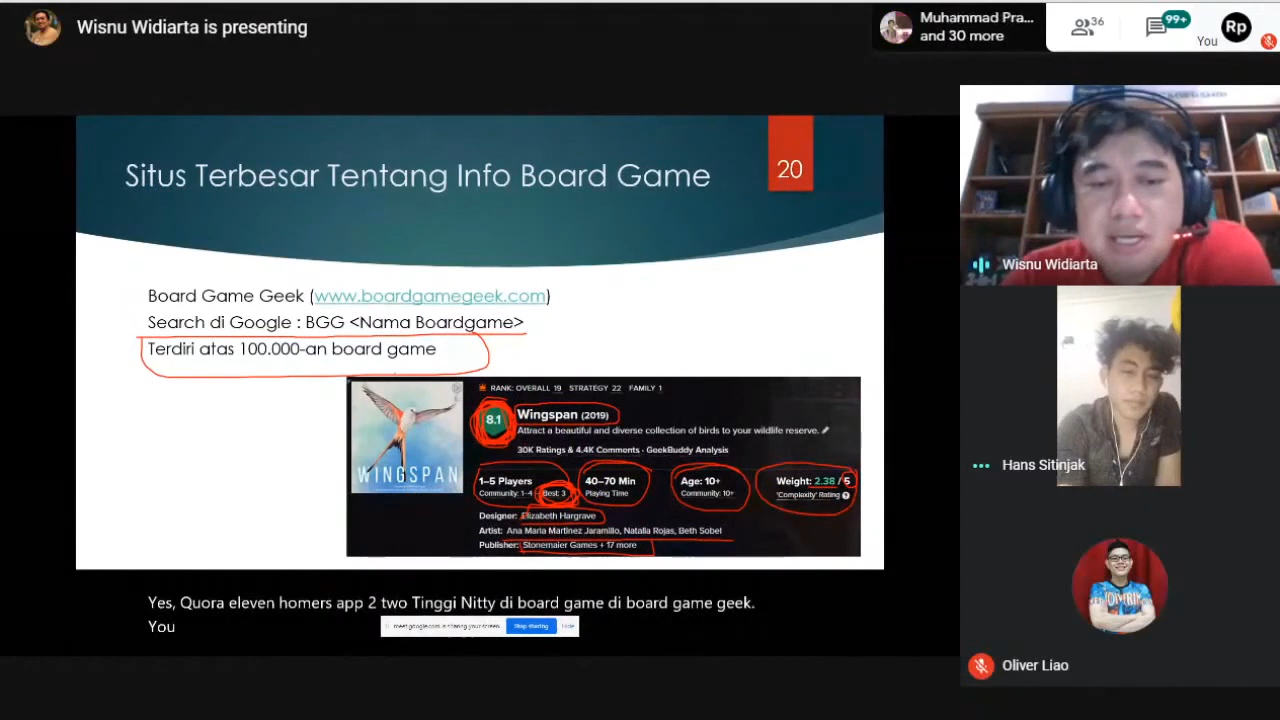 Wisnu Widiarta is presenting
Muhammad Pra...
and 30 more
36
99+
You
Rp
Situs Terbesar Tentang Info Board Game
20
Board Game Geek (www.boardgamegeek.com)
Search di Google : BGG <Nama Boardgame>
Terdiri atas 100.000-an board game
WINGSPAN
RANK: OVERALL 19 STRATEGY 22 FAMILY 1
8.1
Wingspan (2019)
Attract a beautiful and diverse collection of birds to your wildlife reserve.
30K Ratings & 4.4K Comments · GeekBuddy Analysis
1–5 Players
Community: 1–4 Best: 3
40–70 Min
Playing Time
Age: 10+
Community: 10+
Weight: 2.38 / 5
'Complexity' Rating
Designer: Elizabeth Hargrave
Artist: Ana Maria Martinez Jaramillo, Natalia Rojas, Beth Sobel
Publisher: Stonemaier Games + 17 more
Yes, Quora eleven homers app 2 two Tinggi Nitty di board game di board game geek.
You
meet.google.com is sharing your screen. Stop sharing Hide
Wisnu Widiarta
Hans Sitinjak
Oliver Liao